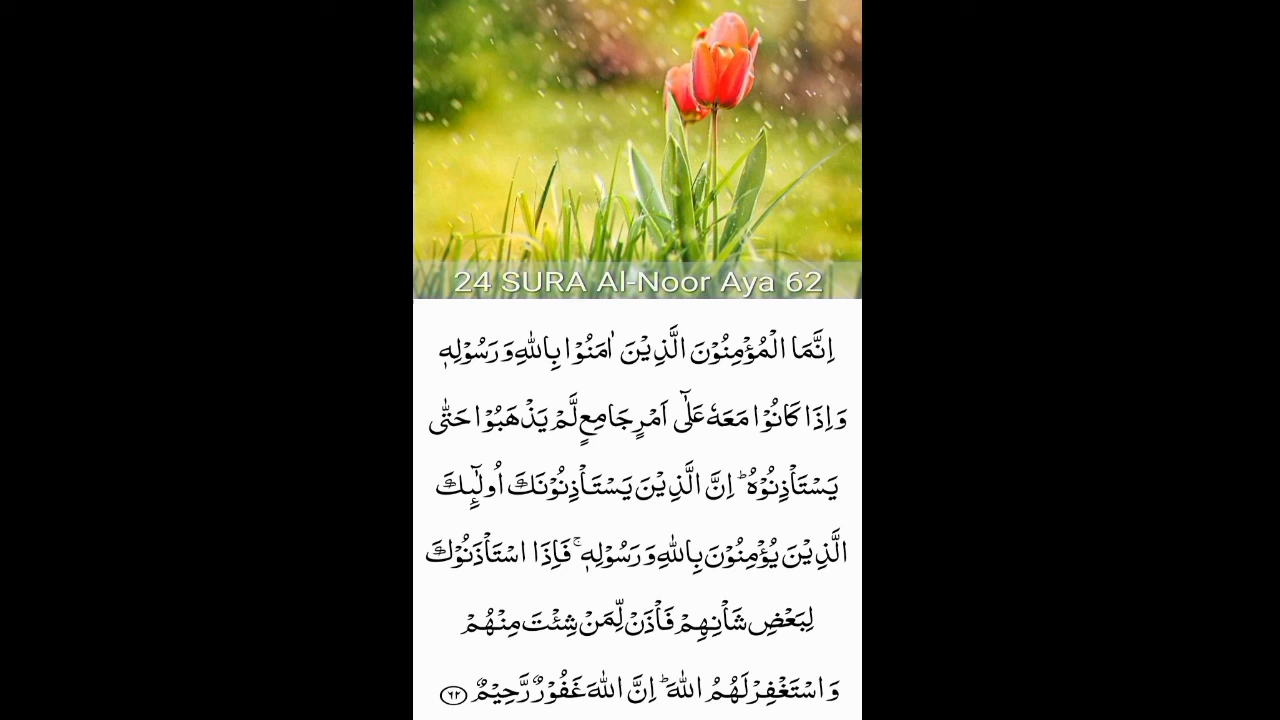 24 SURA Al-Noor Aya 62
اِنَّمَا الۡمُؤۡمِنُوۡنَ الَّذِيۡنَ اٰمَنُوۡا بِاللّٰهِ وَرَسُوۡلِهٖ
وَاِذَا كَانُوۡا مَعَهٗ عَلٰٓى اَمۡرٍ جَامِعٍ لَّمۡ يَذۡهَبُوۡا حَتّٰى
يَسۡتَاۡذِنُوۡهُ‌ ؕ اِنَّ الَّذِيۡنَ يَسۡتَاۡذِنُوۡنَكَ اُولٰٓٮِٕكَ
الَّذِيۡنَ يُؤۡمِنُوۡنَ بِاللّٰهِ وَرَسُوۡلِهٖ‌ ۚ فَاِذَا اسۡتَاۡذَنُوۡكَ
لِبَعۡضِ شَاۡنِهِمۡ فَاۡذَنۡ لِّمَنۡ شِئۡتَ مِنۡهُمۡ
وَاسۡتَغۡفِرۡ لَهُمُ اللّٰهَ‌ ؕ اِنَّ اللّٰهَ غَفُوۡرٌ رَّحِيۡمٌ ﴿۶۲﴾